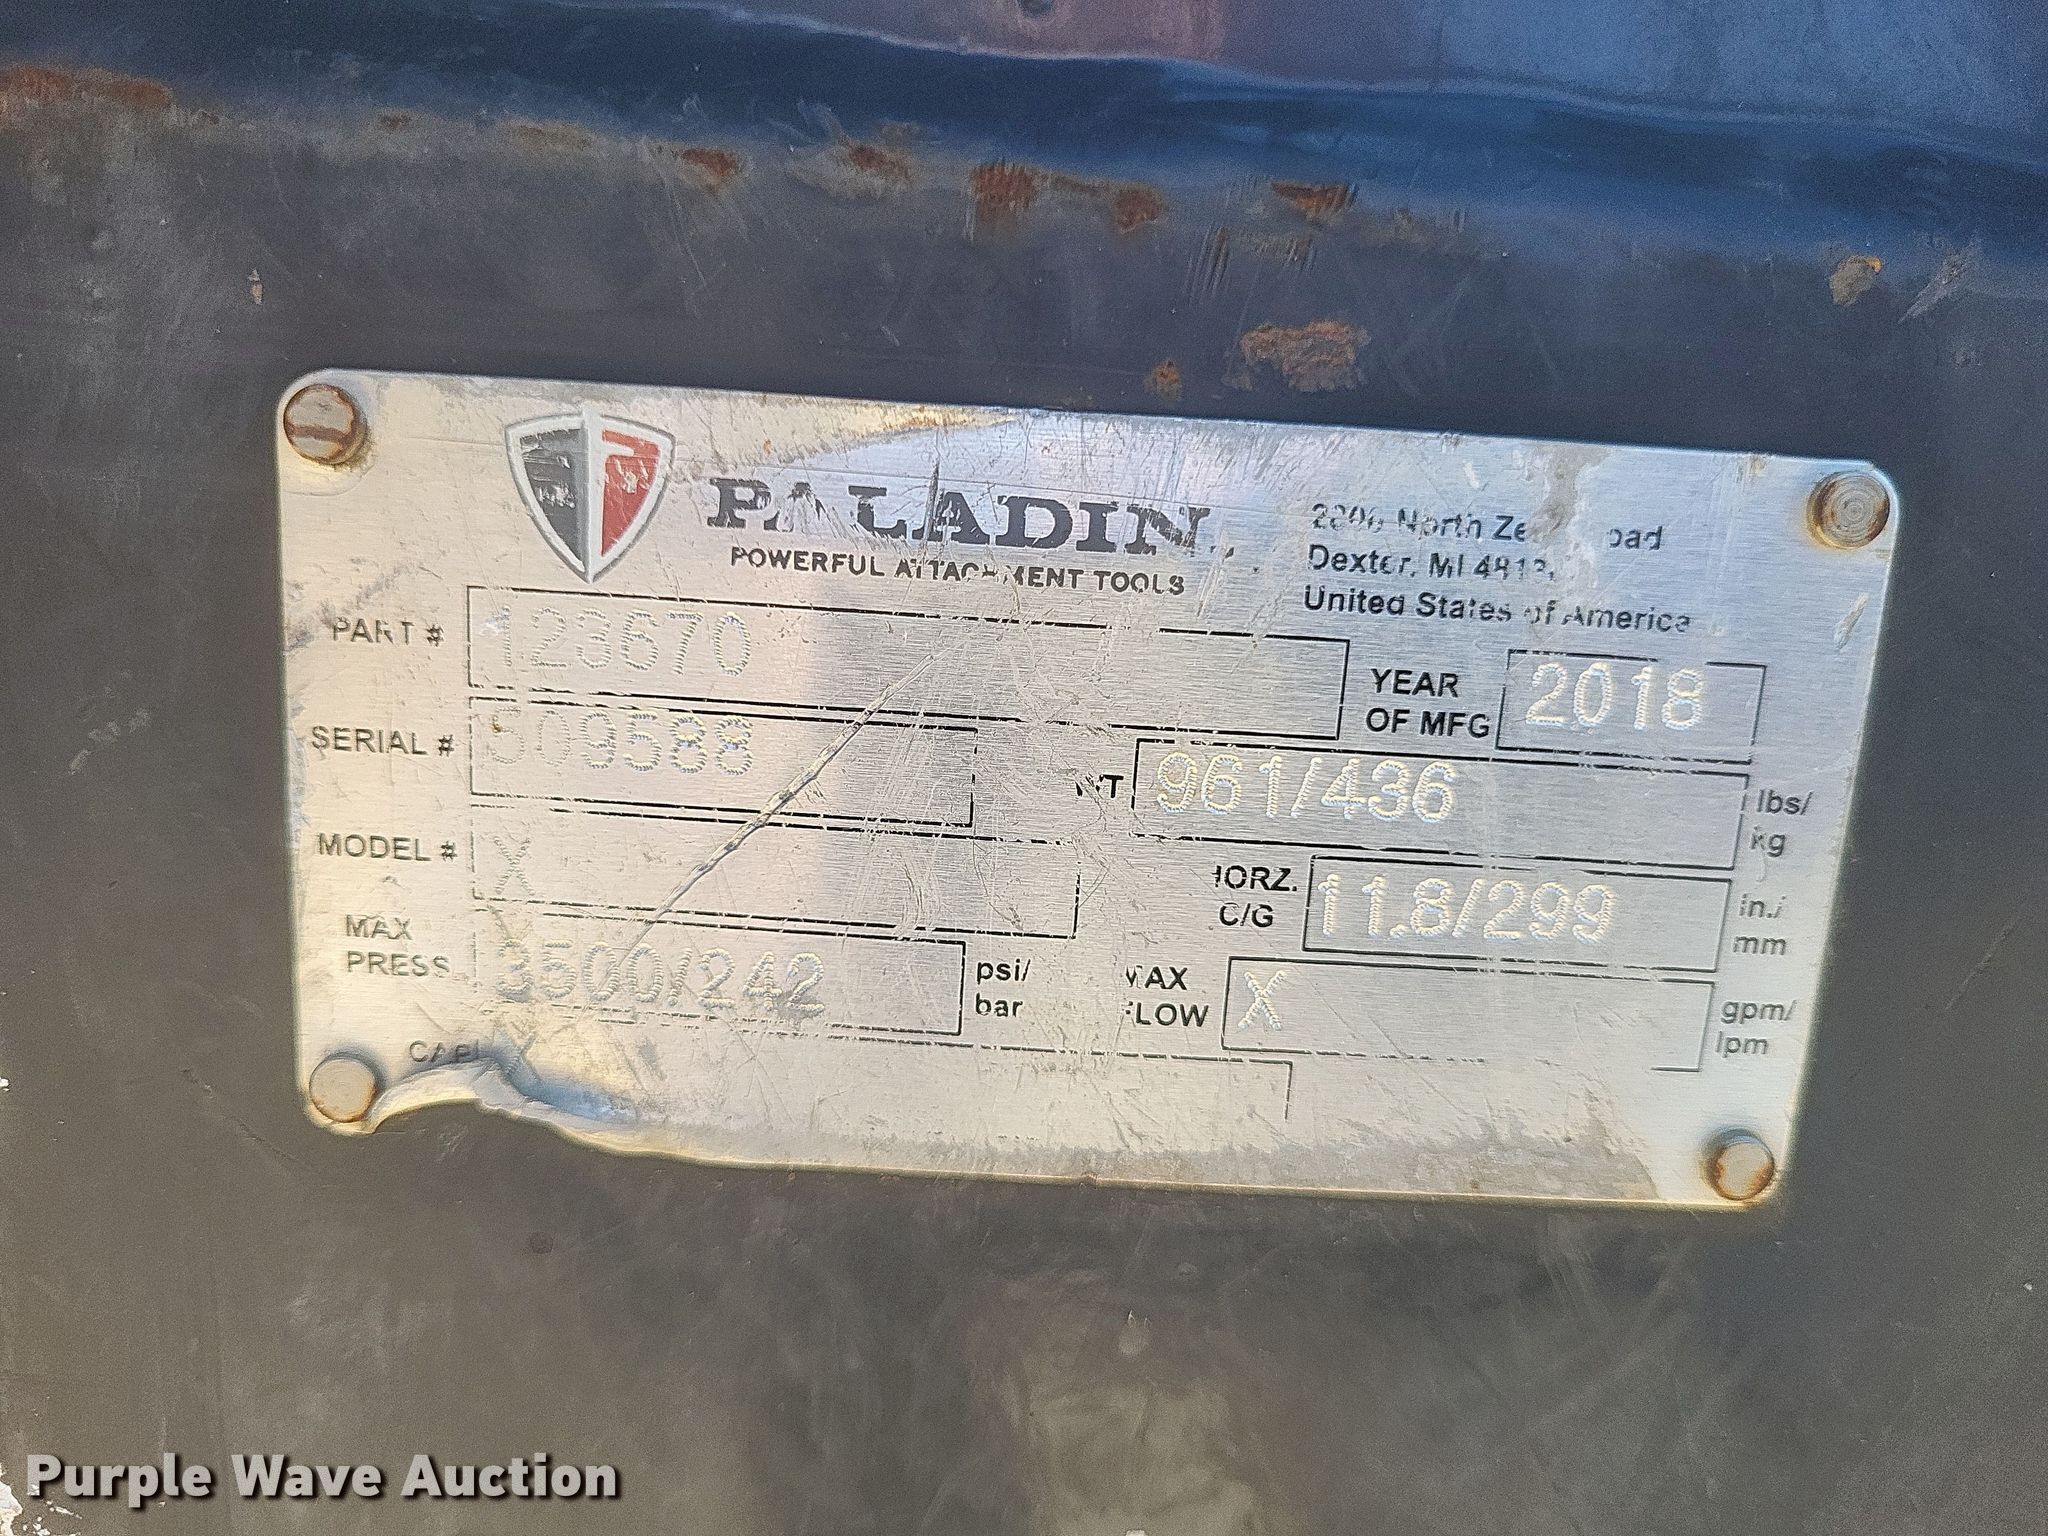 PALADIN
POWERFUL ATTACHMENT TOOLS
North
Dexter, MI
United States of America
PART # 123670
YEAR OF MFG 2018
SERIAL # 509588
WT 961/436 lbs/ kg
MODEL # X
HORZ. C/G 11.8/299 in./ mm
MAX PRESS 3500/242 psi/ bar
MAX FLOW X gpm/ lpm
Purple Wave Auction